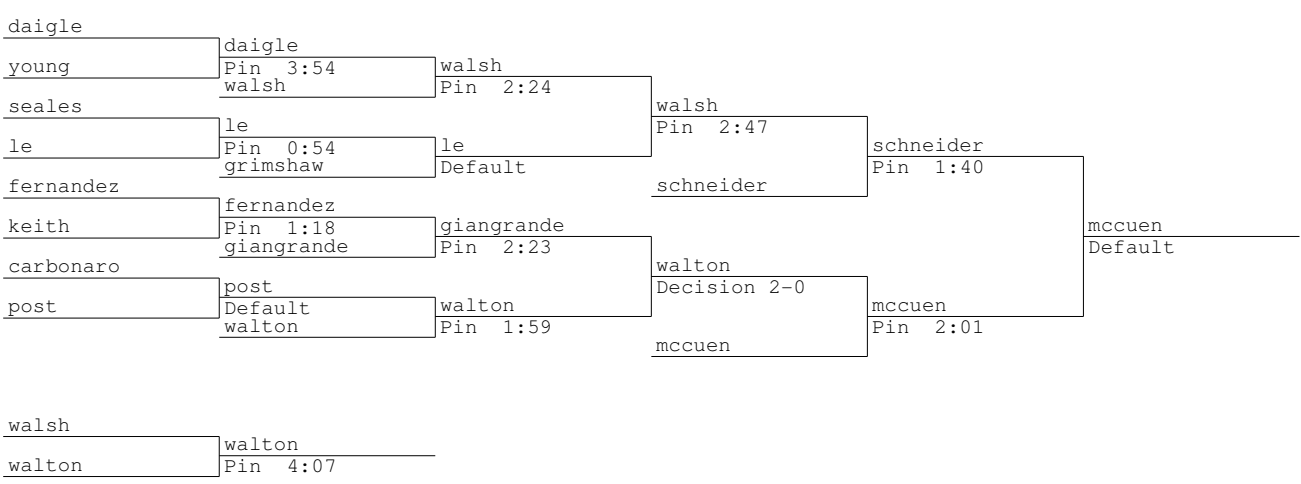 daigle
daigle
young
Pin 3:54
walsh
walsh
Pin 2:24
seales
walsh
le
Pin 2:47
le
Pin 0:54
le
schneider
grimshaw
Default
Pin 1:40
fernandez
schneider
fernandez
keith
Pin 1:18
giangrande
mccuen
giangrande
Pin 2:23
Default
carbonaro
walton
post
Decision 2-0
post
Default
walton
mccuen
walton
Pin 1:59
Pin 2:01
mccuen
walsh
walton
walton
Pin 4:07